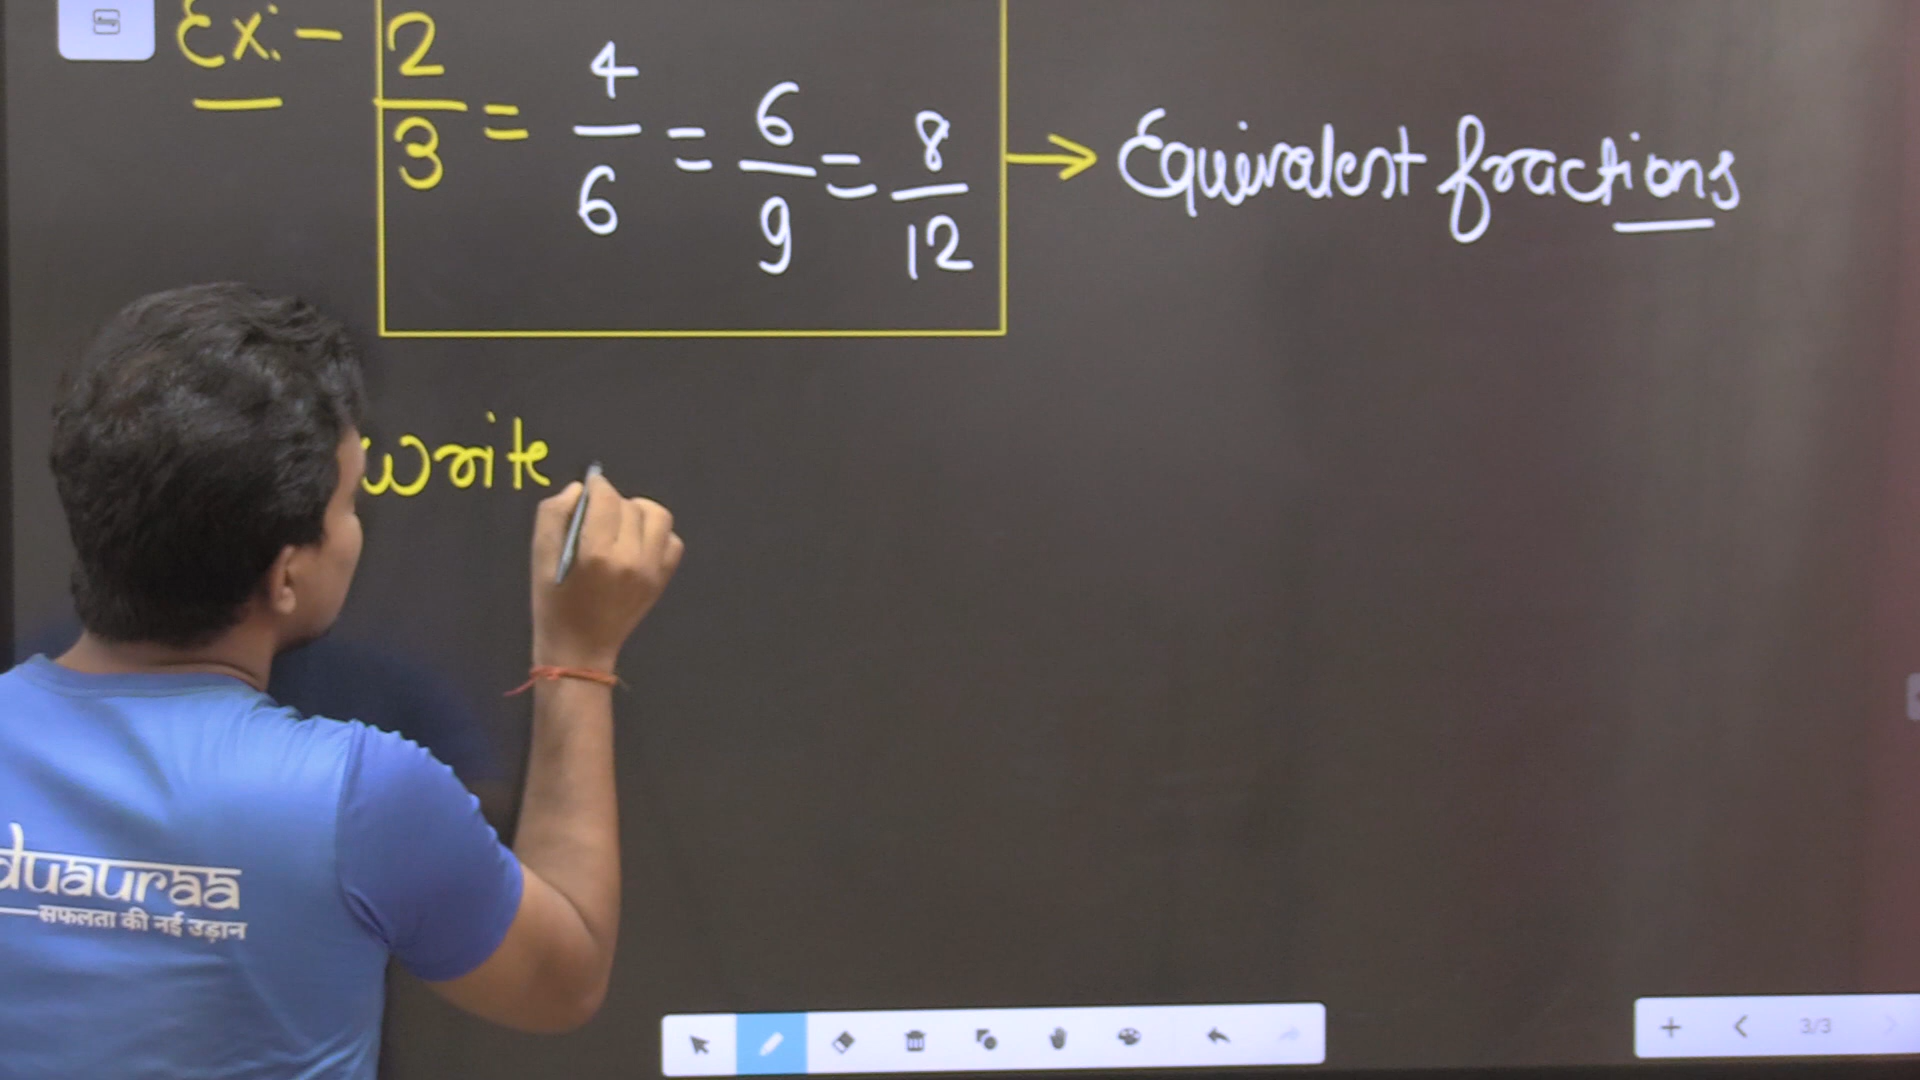 Ex:- 2/3 = 4/6 = 6/9 = 8/12 → Equivalent fractions
write
duauraa
सफलता की नई उड़ान
3/3